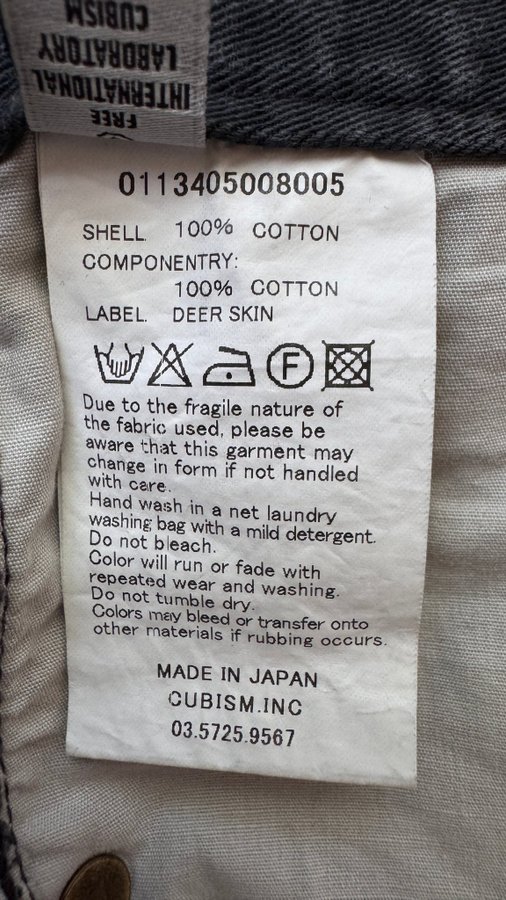 FREE
INTERNATIONAL
LABORATORY
CUBISM
0113405008005
SHELL. 100% COTTON
COMPONENTRY:
100% COTTON
LABEL. DEER SKIN
F
Due to the fragile nature of
the fabric used, please be
aware that this garment may
change in form if not handled
with care.
Hand wash in a net laundry
washing bag with a mild detergent.
Do not bleach.
Color will run or fade with
repeated wear and washing.
Do not tumble dry.
Colors may bleed or transfer onto
other materials if rubbing occurs.
MADE IN JAPAN
CUBISM.INC
03.5725.9567